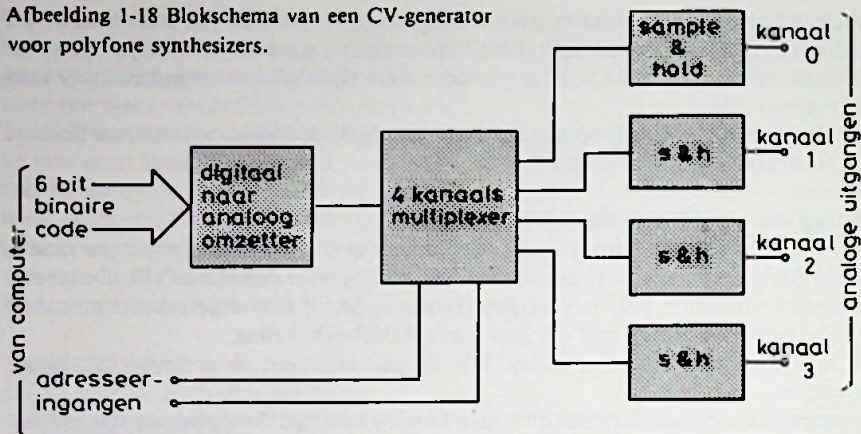 Afbeelding 1-18 Blokschema van een CV-generator
voor polyfone synthesizers.
van computer
6 bit
binaire
code
digitaal
naar
analoog
omzetter
4 kanaals
multiplexer
adresseer-
ingangen
sample
&
hold
kanaal
0
s & h
kanaal
1
s & h
kanaal
2
s & h
kanaal
3
analoge uitgangen